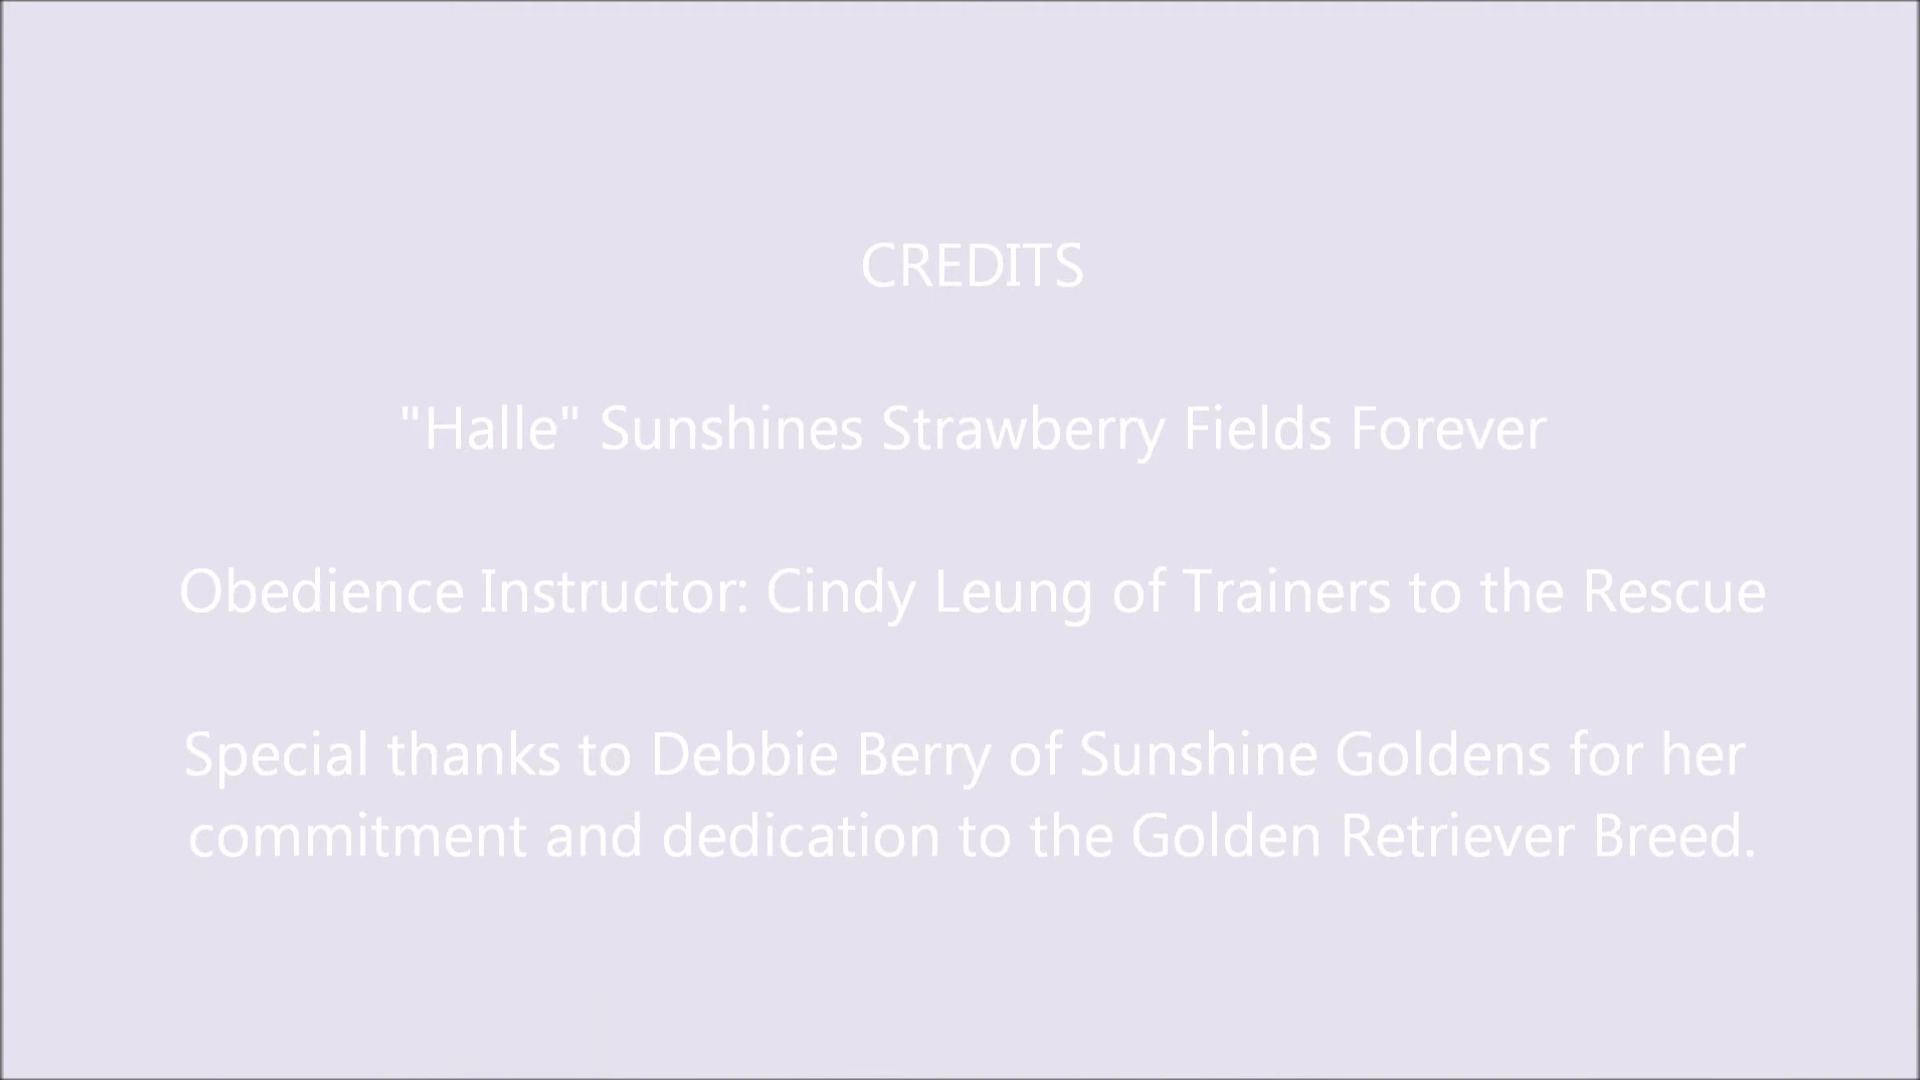 CREDITS
"Halle" Sunshines Strawberry Fields Forever
Obedience Instructor: Cindy Leung of Trainers to the Rescue
Special thanks to Debbie Berry of Sunshine Goldens for her
commitment and dedication to the Golden Retriever Breed.